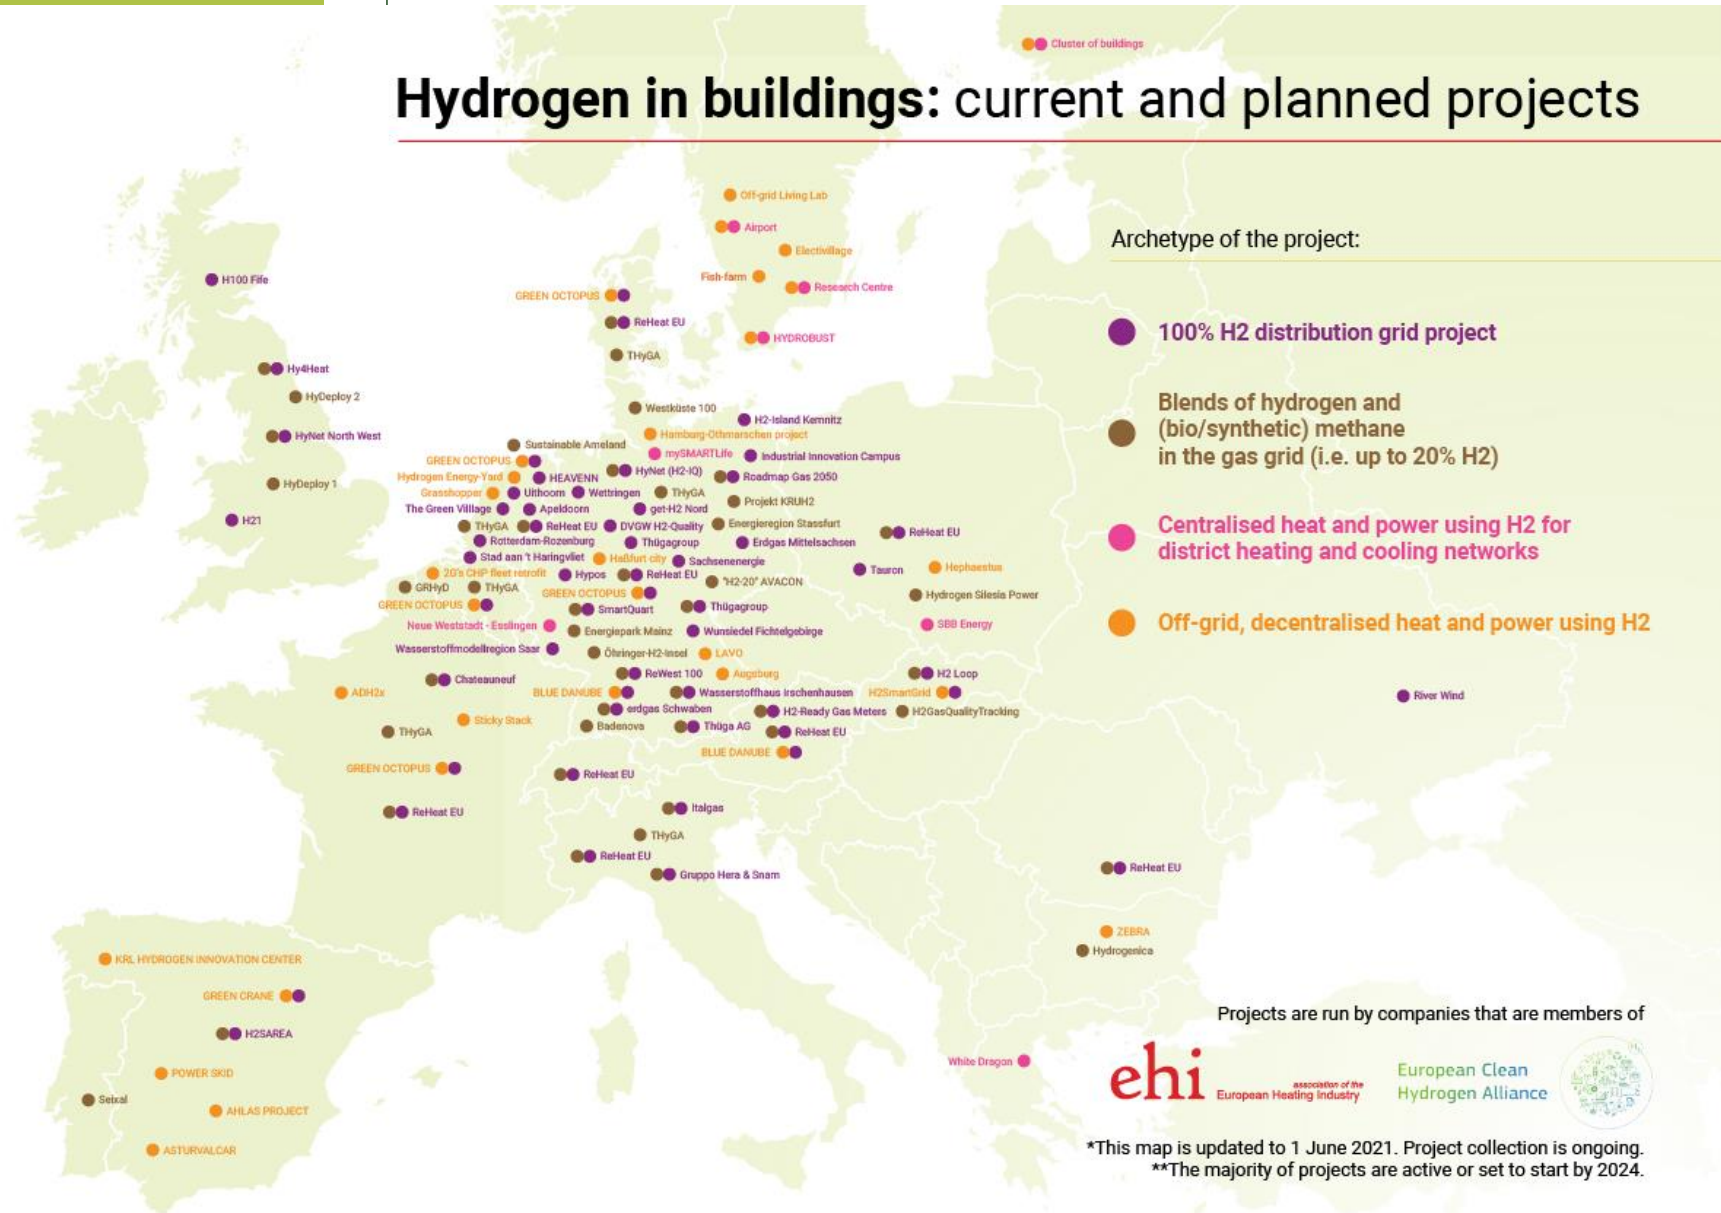 Cluster of buildings
Hydrogen in buildings: current and planned projects
Off-grid Living Lab
Airport
Electivillage
Fish-farm
Research Centre
HYDROBUST
H100 Fife
GREEN OCTOPUS
ReHeat EU
THyGA
Hy4Heat
HyDeploy 2
HyNet North West
HyDeploy 1
H21
Archetype of the project:
100% H2 distribution grid project
Blends of hydrogen and
(bio/synthetic) methane
in the gas grid (i.e. up to 20% H2)
Centralised heat and power using H2 for
district heating and cooling networks
Off-grid, decentralised heat and power using H2
Westküste 100
H2-Island Kemnitz
Hamburg-Othmarschen project
Sustainable Ameland
mySMARTLife
Industrial Innovation Campus
GREEN OCTOPUS
HyNet (H2-IQ)
Hydrogen Energy-Yard
HEAVENN
Roadmap Gas 2050
Grasshopper
Uithoorn
Wettringen
THyGA
Projekt KRUH2
The Green Villlage
Apeldoorn
get-H2 Nord
THyGA
ReHeat EU
DVGW H2-Quality
Energieregion Stassfurt
ReHeat EU
Rotterdam-Rozenburg
Thügagroup
Erdgas Mittelsachsen
Stad aan 't Haringvliet
Haßfurt city
Sachsenenergie
Tauron
Hephaestus
2G's CHP fleet retrofit
Hypos
ReHeat EU
"H2-20" AVACON
GRHyD
THyGA
GREEN OCTOPUS
Hydrogen Silesia Power
GREEN OCTOPUS
SmartQuart
Thügagroup
Neue Weststadt - Esslingen
Energiepark Mainz
Wunsiedel Fichtelgebirge
SBB Energy
Wasserstoffmodellregion Saar
Öhringer-H2-Insel
LAVO
Chateauneuf
ReWest 100
Augsburg
H2 Loop
ADH2x
BLUE DANUBE
Wasserstoffhaus Irschenhausen
H2SmartGrid
River Wind
erdgas Schwaben
H2-Ready Gas Meters
H2GasQualityTracking
Sticky Stack
Badenova
Thüga AG
ReHeat EU
THyGA
BLUE DANUBE
GREEN OCTOPUS
ReHeat EU
ReHeat EU
Italgas
THyGA
ReHeat EU
Gruppo Hera & Snam
ReHeat EU
ZEBRA
Hydrogenica
KRL HYDROGEN INNOVATION CENTER
GREEN CRANE
H2SAREA
POWER SKID
Seixal
AHLAS PROJECT
ASTURVALCAR
White Dragon
Projects are run by companies that are members of
ehi
association of the
European Heating Industry
European Clean
Hydrogen Alliance
*This map is updated to 1 June 2021. Project collection is ongoing.
**The majority of projects are active or set to start by 2024.